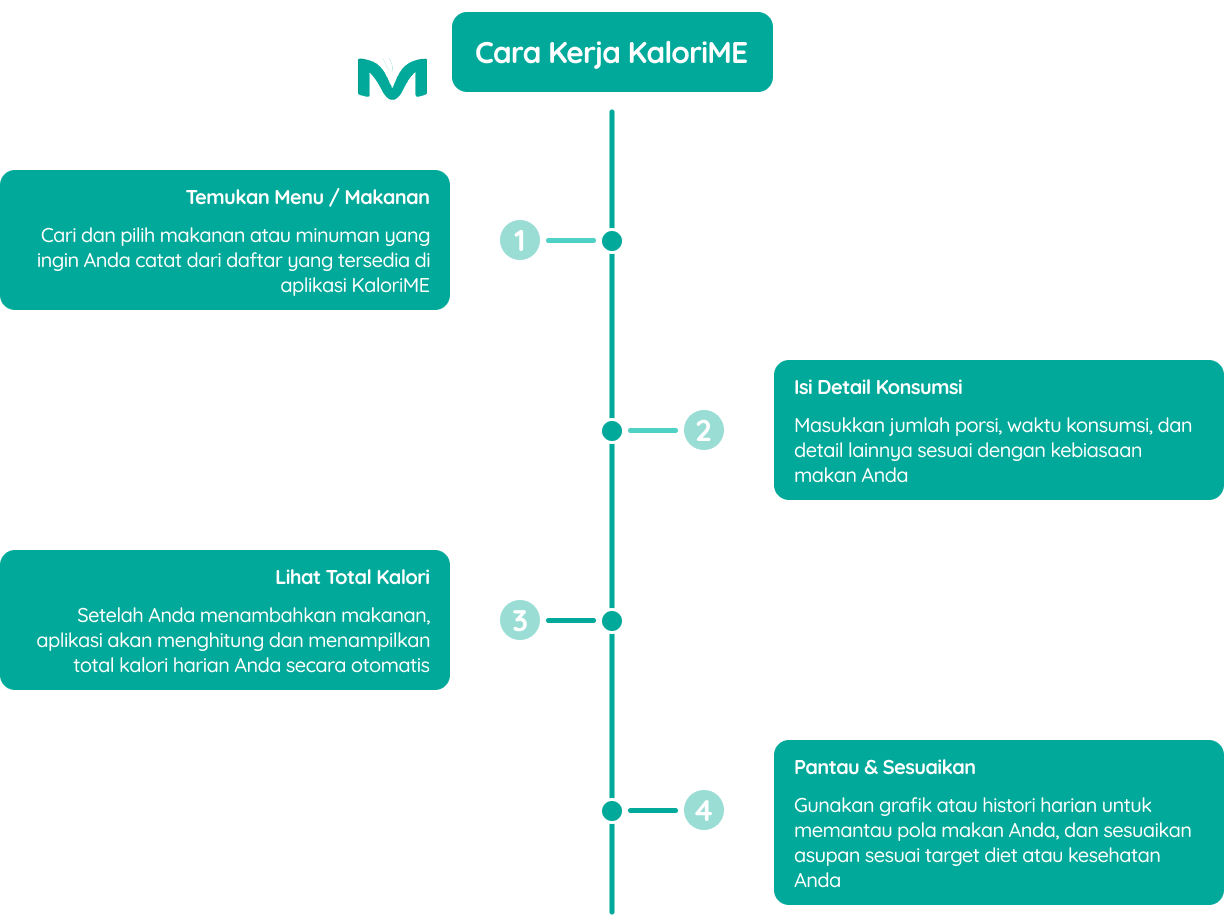 Cara Kerja KaloriME
Temukan Menu / Makanan
Cari dan pilih makanan atau minuman yang
ingin Anda catat dari daftar yang tersedia di
aplikasi KaloriME
1
2
Isi Detail Konsumsi
Masukkan jumlah porsi, waktu konsumsi, dan
detail lainnya sesuai dengan kebiasaan
makan Anda
Lihat Total Kalori
Setelah Anda menambahkan makanan,
aplikasi akan menghitung dan menampilkan
total kalori harian Anda secara otomatis
3
4
Pantau & Sesuaikan
Gunakan grafik atau histori harian untuk
memantau pola makan Anda, dan sesuaikan
asupan sesuai target diet atau kesehatan
Anda